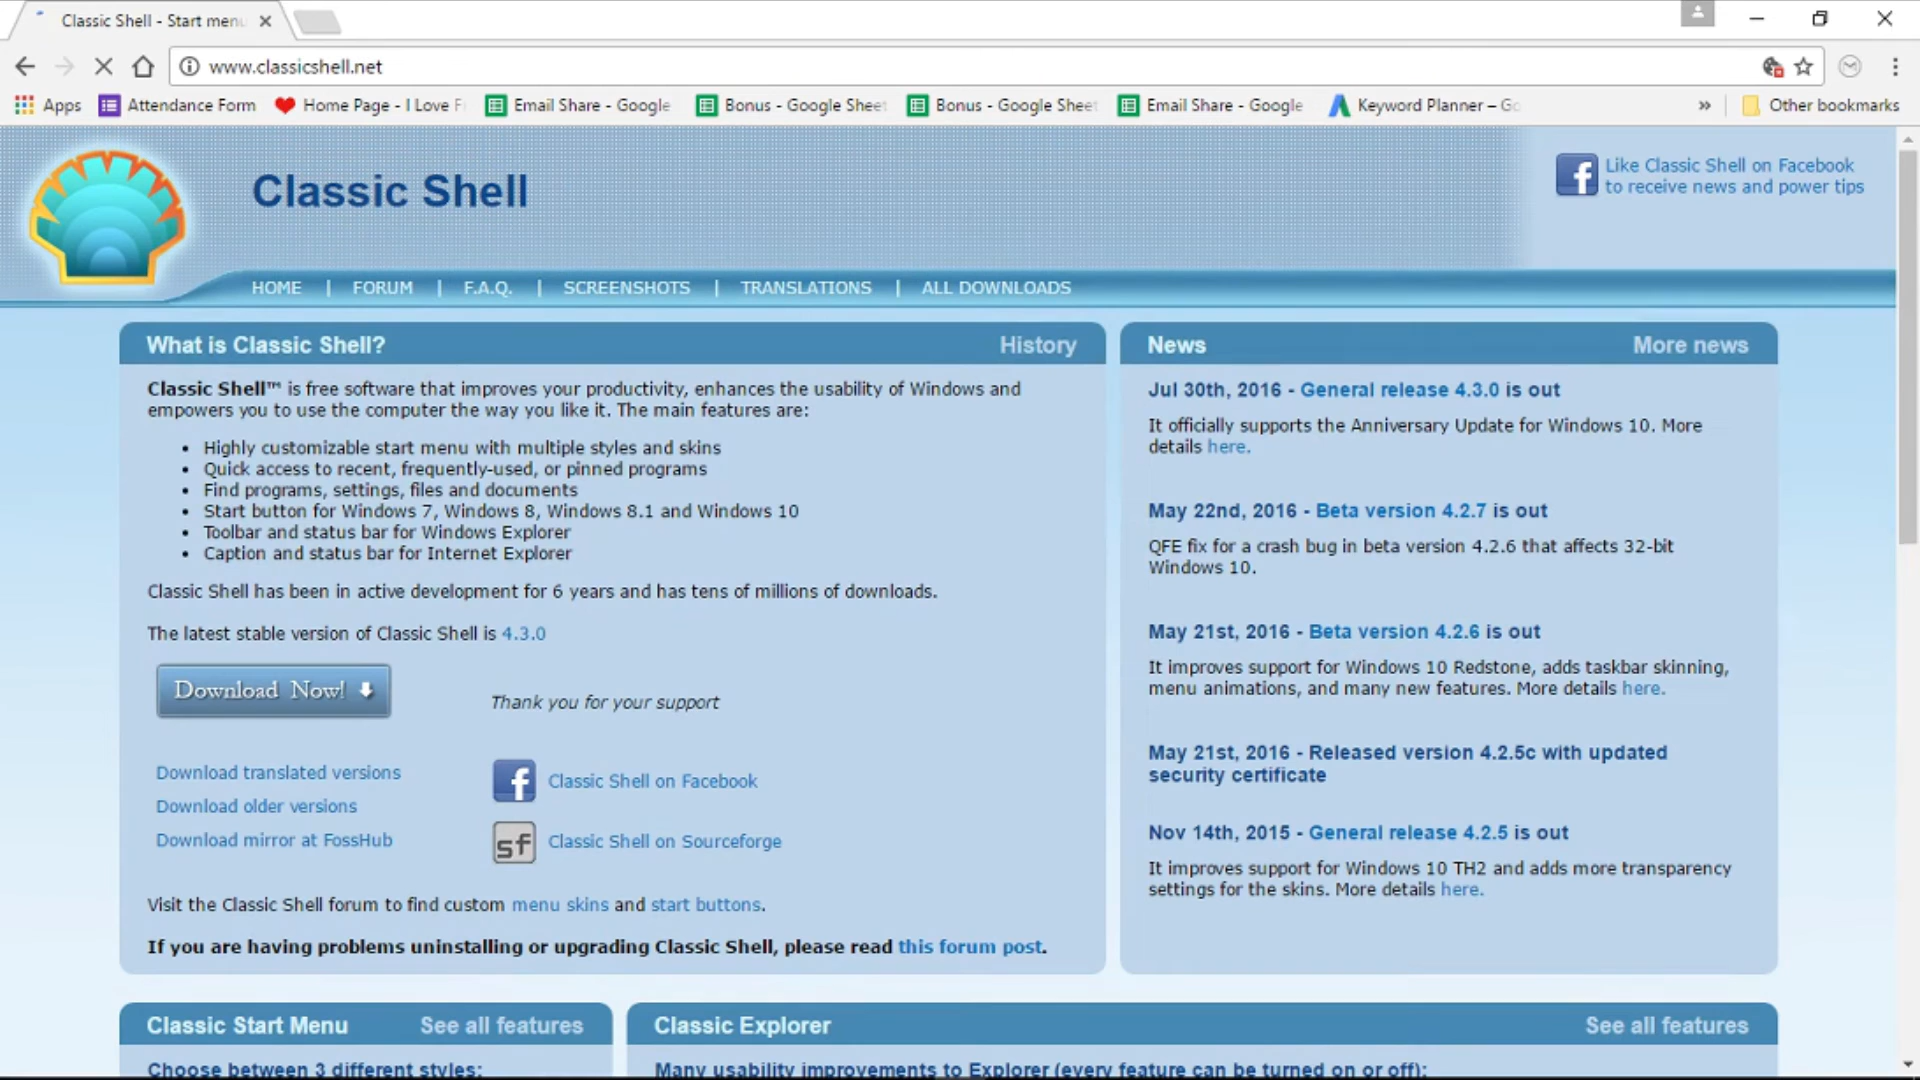 Classic Shell - Start menu
www.classicshell.net
Apps
Attendance Form
Home Page - I Love F
Email Share - Google
Bonus - Google Sheet
Bonus - Google Sheet
Email Share - Google
Keyword Planner – Go
»
Other bookmarks
Classic Shell
Like Classic Shell on Facebook
to receive news and power tips
HOME | FORUM | F.A.Q. | SCREENSHOTS | TRANSLATIONS | ALL DOWNLOADS
What is Classic Shell?
History
Classic Shell™ is free software that improves your productivity, enhances the usability of Windows and
empowers you to use the computer the way you like it. The main features are:
• Highly customizable start menu with multiple styles and skins
• Quick access to recent, frequently-used, or pinned programs
• Find programs, settings, files and documents
• Start button for Windows 7, Windows 8, Windows 8.1 and Windows 10
• Toolbar and status bar for Windows Explorer
• Caption and status bar for Internet Explorer
Classic Shell has been in active development for 6 years and has tens of millions of downloads.
The latest stable version of Classic Shell is 4.3.0
Download Now!
Thank you for your support
Download translated versions
Download older versions
Download mirror at FossHub
f
Classic Shell on Facebook
sf
Classic Shell on Sourceforge
Visit the Classic Shell forum to find custom menu skins and start buttons.
If you are having problems uninstalling or upgrading Classic Shell, please read this forum post.
News
More news
Jul 30th, 2016 - General release 4.3.0 is out
It officially supports the Anniversary Update for Windows 10. More
details here.
May 22nd, 2016 - Beta version 4.2.7 is out
QFE fix for a crash bug in beta version 4.2.6 that affects 32-bit
Windows 10.
May 21st, 2016 - Beta version 4.2.6 is out
It improves support for Windows 10 Redstone, adds taskbar skinning,
menu animations, and many new features. More details here.
May 21st, 2016 - Released version 4.2.5c with updated
security certificate
Nov 14th, 2015 - General release 4.2.5 is out
It improves support for Windows 10 TH2 and adds more transparency
settings for the skins. More details here.
Classic Start Menu
See all features
Choose between 3 different styles:
Classic Explorer
See all features
Many usability improvements to Explorer (every feature can be turned on or off):